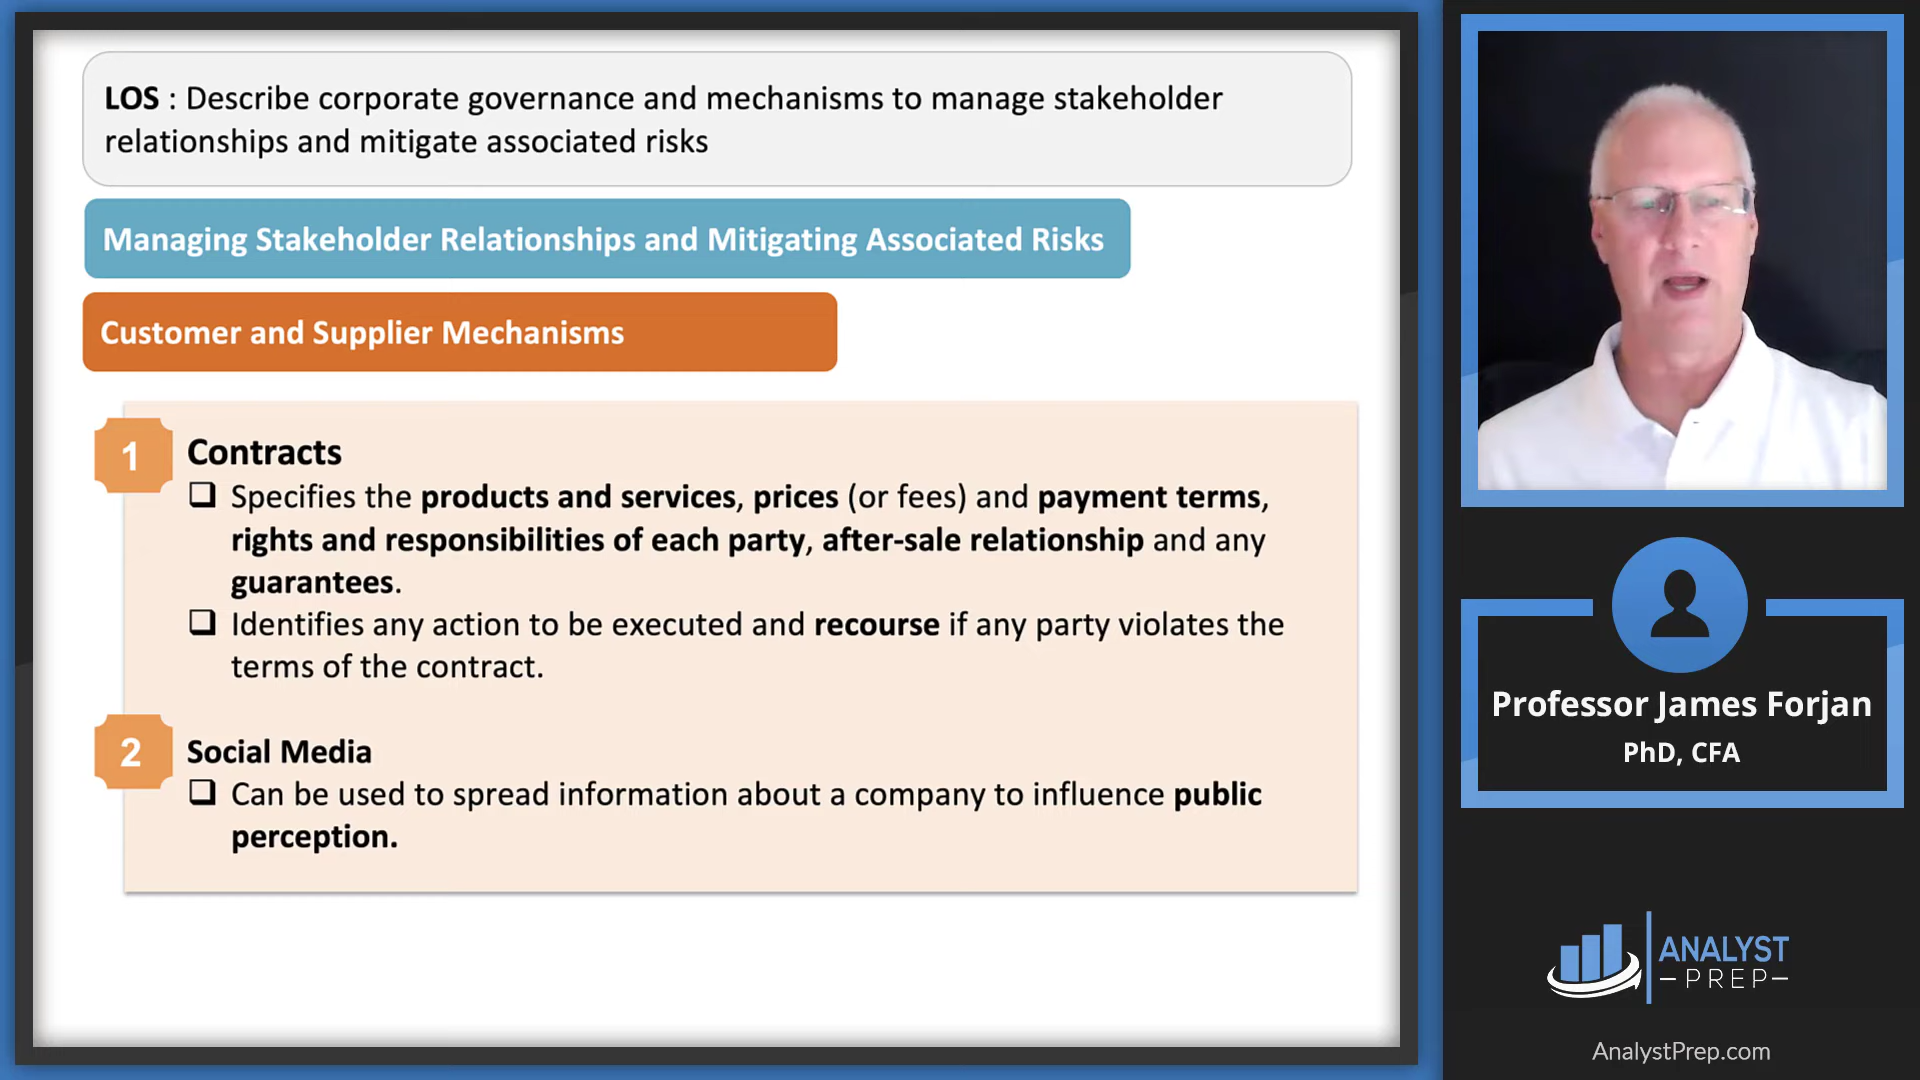 LOS : Describe corporate governance and mechanisms to manage stakeholder
relationships and mitigate associated risks
Managing Stakeholder Relationships and Mitigating Associated Risks
Customer and Supplier Mechanisms
1
Contracts
Specifies the products and services, prices (or fees) and payment terms,
rights and responsibilities of each party, after-sale relationship and any
guarantees.
Identifies any action to be executed and recourse if any party violates the
terms of the contract.
2
Social Media
Can be used to spread information about a company to influence public
perception.
Professor James Forjan
PhD, CFA
ANALYST
PREP
AnalystPrep.com